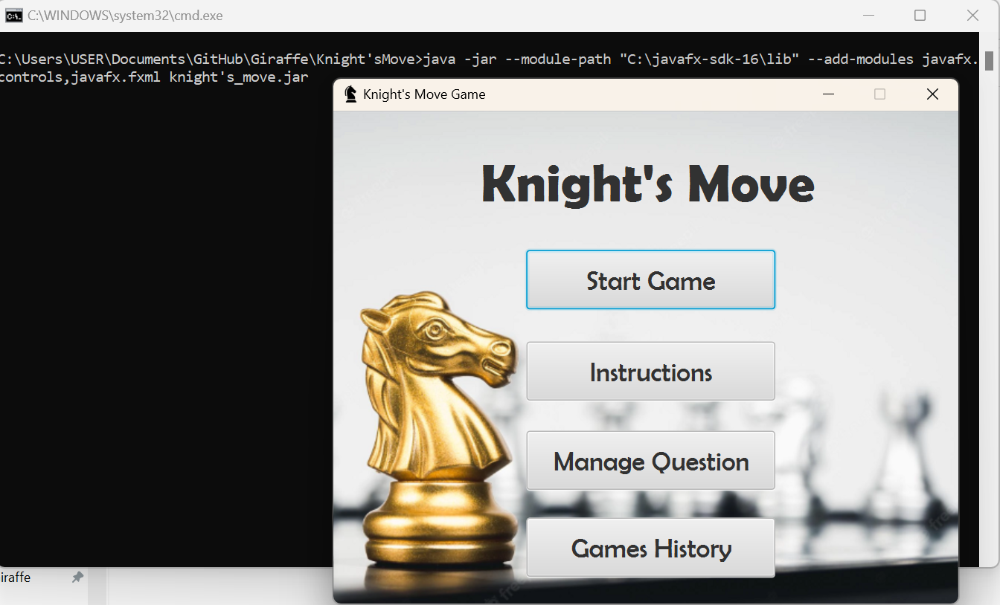 C:\WINDOWS\system32\cmd.exe
C:\Users\USER\Documents\GitHub\Giraffe\Knight'sMove>java -jar --module-path "C:\javafx-sdk-16\lib" --add-modules javafx.
controls,javafx.fxml knight's_move.jar
Knight's Move Game
Knight's Move
Start Game
Instructions
Manage Question
Games History
iraffe